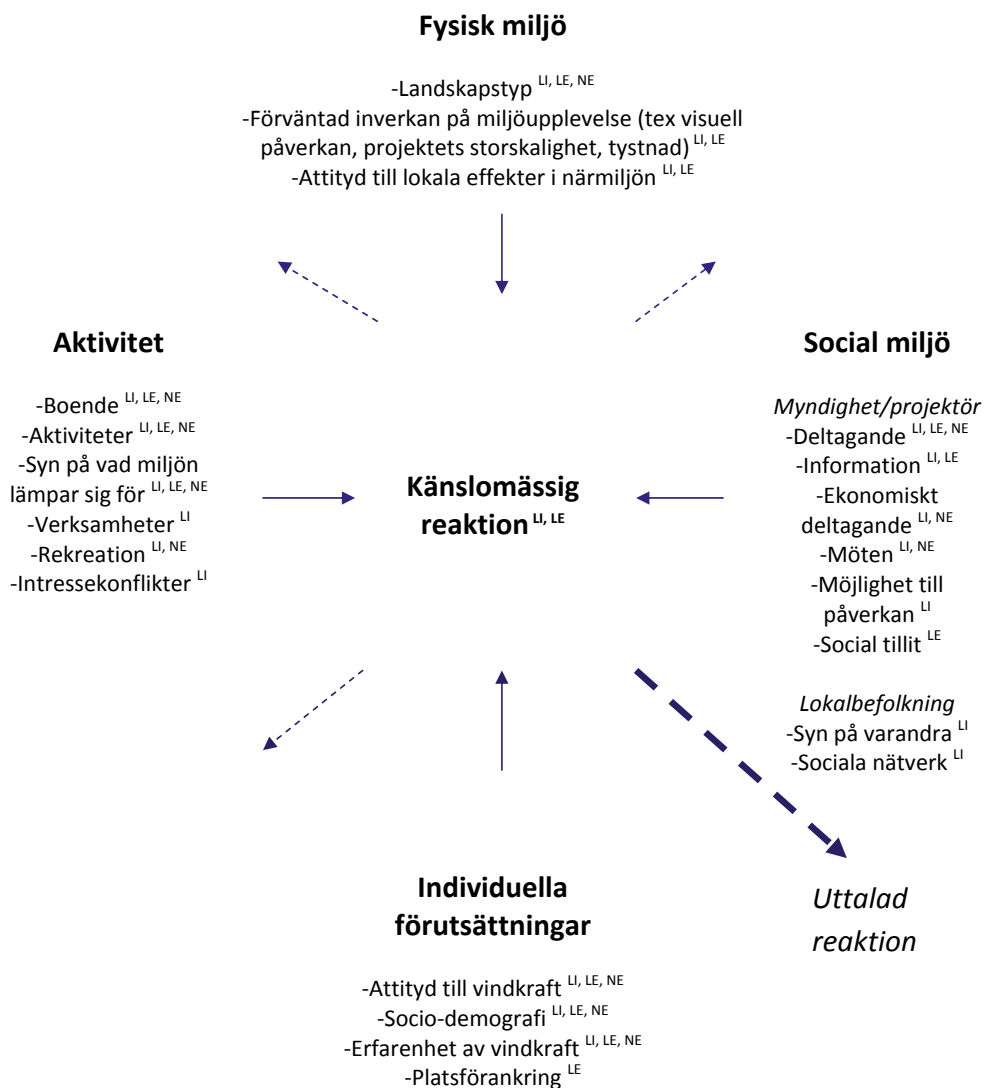 Fysisk miljö
-Landskapstyp LI, LE, NE
-Förväntad inverkan på miljöupplevelse (tex visuell
påverkan, projektets storskalighet, tystnad) LI, LE
-Attityd till lokala effekter i närmiljön LI, LE
Aktivitet
-Boende LI, LE, NE
-Aktiviteter LI, LE, NE
-Syn på vad miljön
lämpar sig för LI, LE, NE
-Verksamheter LI
-Rekreation LI, NE
-Intressekonflikter LI
Känslomässig
reaktion LI, LE
Social miljö
Myndighet/projektör
-Deltagande LI, LE, NE
-Information LI, LE
-Ekonomiskt
deltagande LI, NE
-Möten LI, NE
-Möjlighet till
påverkan LI
-Social tillit LE
Lokalbefolkning
-Syn på varandra LI
-Sociala nätverk LI
Individuella
förutsättningar
-Attityd till vindkraft LI, LE, NE
-Socio-demografi LI, LE, NE
-Erfarenhet av vindkraft LI, LE, NE
-Platsförankring LE
Uttalad
reaktion